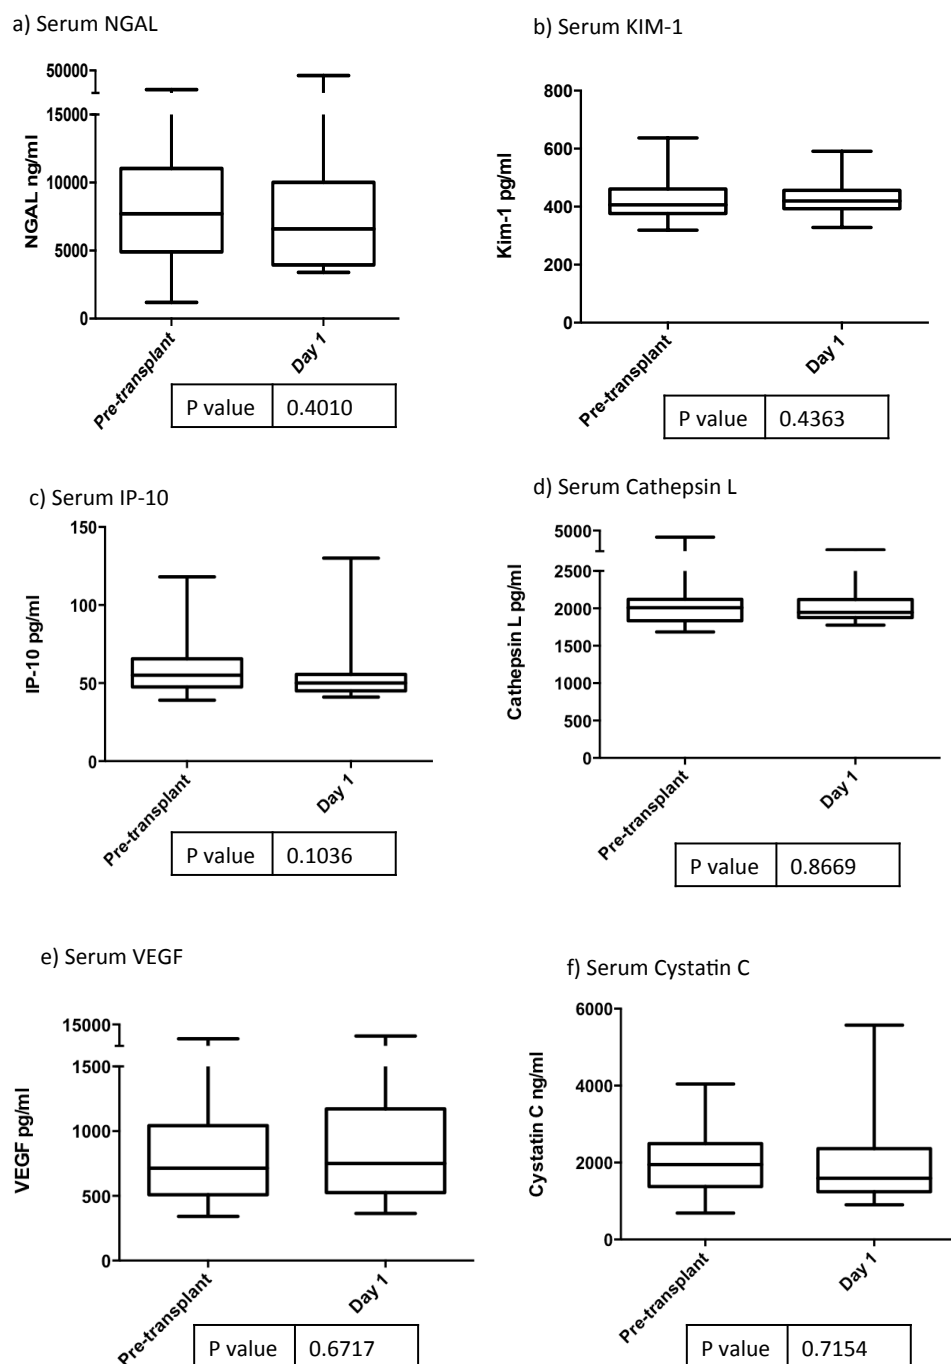 a) Serum NGAL
50000
15000
10000
5000
0
NGAL ng/ml
Pre-transplant
Day 1
P value 0.4010
b) Serum KIM-1
800
600
400
200
0
Kim-1 pg/ml
Pre-transplant
Day 1
P value 0.4363
c) Serum IP-10
150
100
50
0
IP-10 pg/ml
Pre-transplant
Day 1
P value 0.1036
d) Serum Cathepsin L
5000
2500
2000
1500
1000
500
0
Cathepsin L pg/ml
Pre-transplant
Day 1
P value 0.8669
e) Serum VEGF
15000
1500
1000
500
0
VEGF pg/ml
Pre-transplant
Day 1
P value 0.6717
f) Serum Cystatin C
6000
4000
2000
0
Cystatin C ng/ml
Pre-transplant
Day 1
P value 0.7154